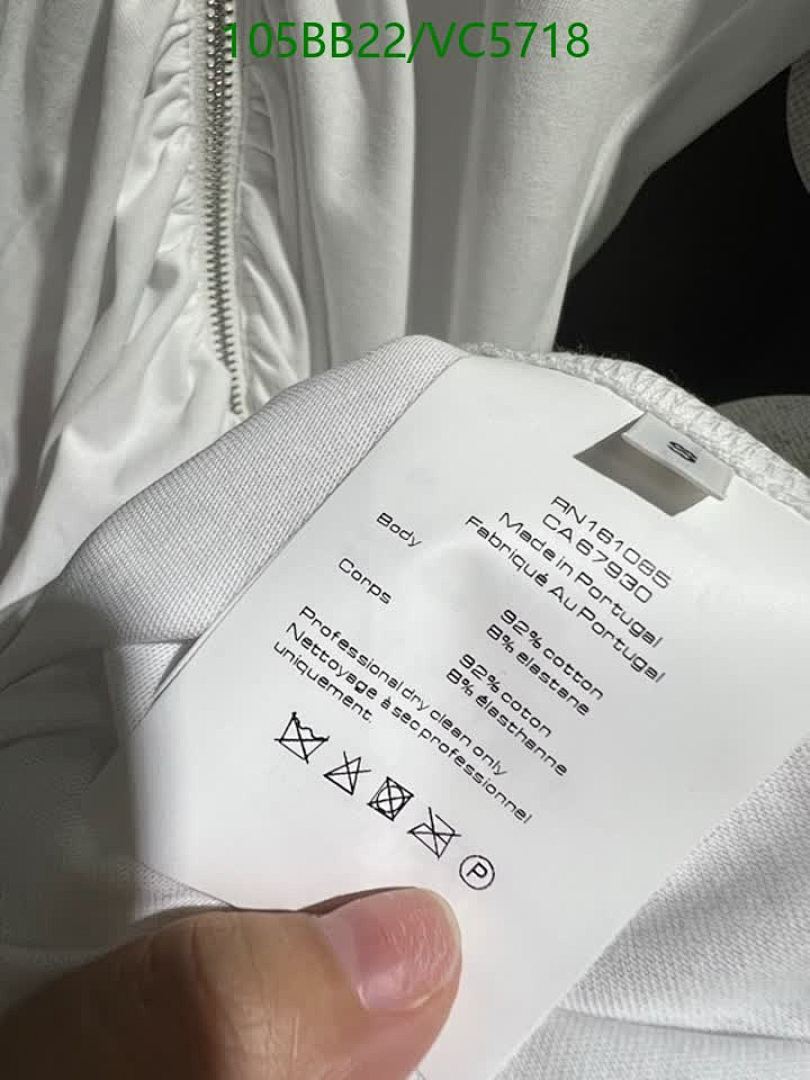 105BB22/VC5718
S
RN161085
CA67930
Made in Portugal
Fabriqué Au Portugal
Body
92% cotton
8% elastane
Corps
92% coton
8% élasthanne
Professional dry clean only
Nettoyage à sec professionnel
uniquement.
P